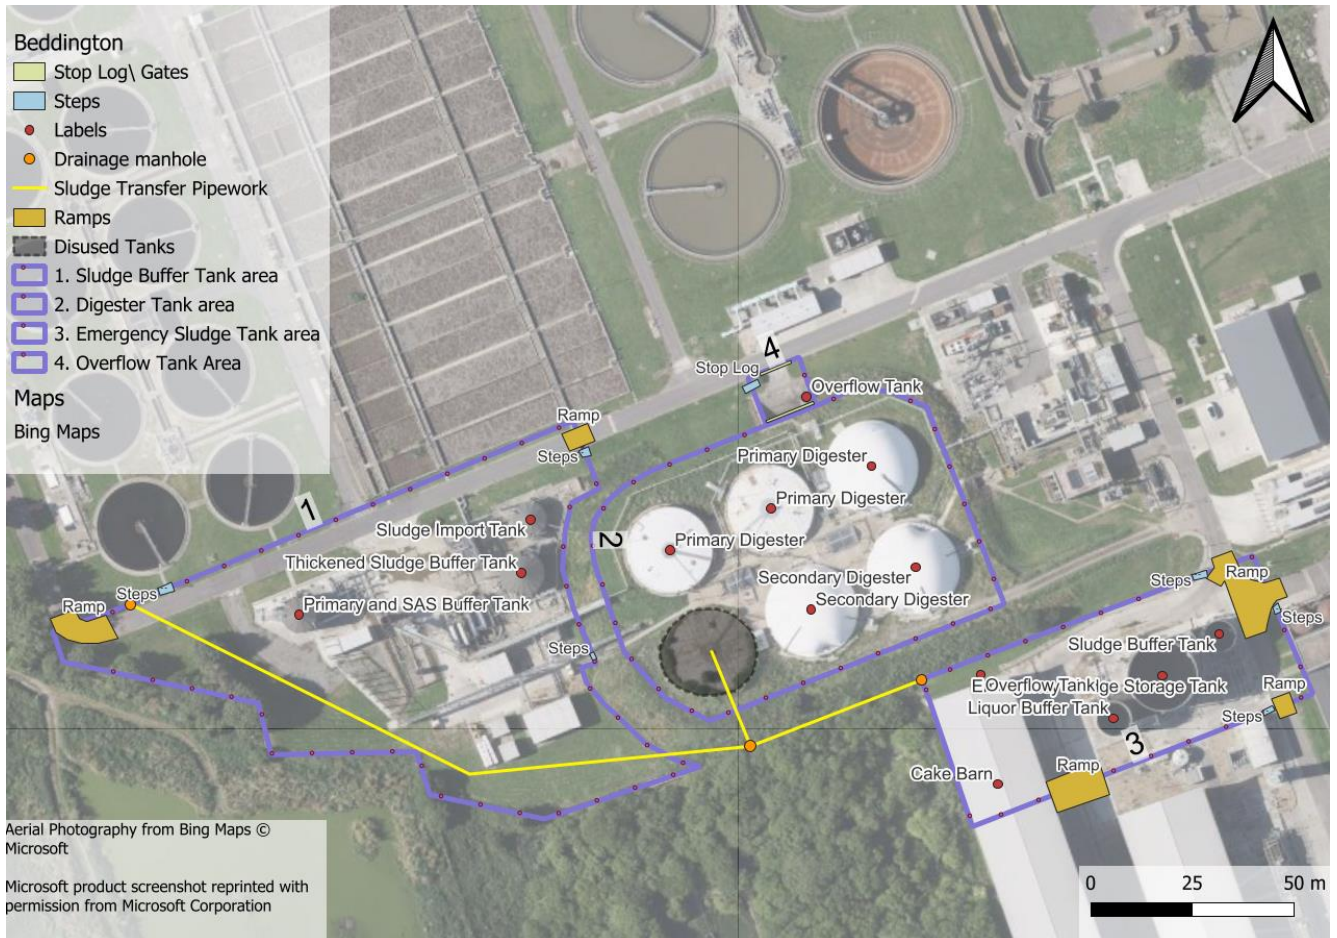 Beddington
Stop Log\ Gates
Steps
Labels
Drainage manhole
Sludge Transfer Pipework
Ramps
Disused Tanks
1. Sludge Buffer Tank area
2. Digester Tank area
3. Emergency Sludge Tank area
4. Overflow Tank Area
Maps
Bing Maps
4
Stop Log
Overflow Tank
Ramp
Steps
Primary Digester
Primary Digester
Primary Digester
Secondary Digester
Secondary Digester
2
1
Sludge Import Tank
Thickened Sludge Buffer Tank
Primary and SAS Buffer Tank
Steps
Ramp
Steps
Steps
Ramp
Steps
Sludge Buffer Tank
E Overflow Tank ge Storage Tank
Liquor Buffer Tank
Ramp
Steps
3
Ramp
Cake Barn
Aerial Photography from Bing Maps ©
Microsoft
Microsoft product screenshot reprinted with
permission from Microsoft Corporation
0 25 50 m